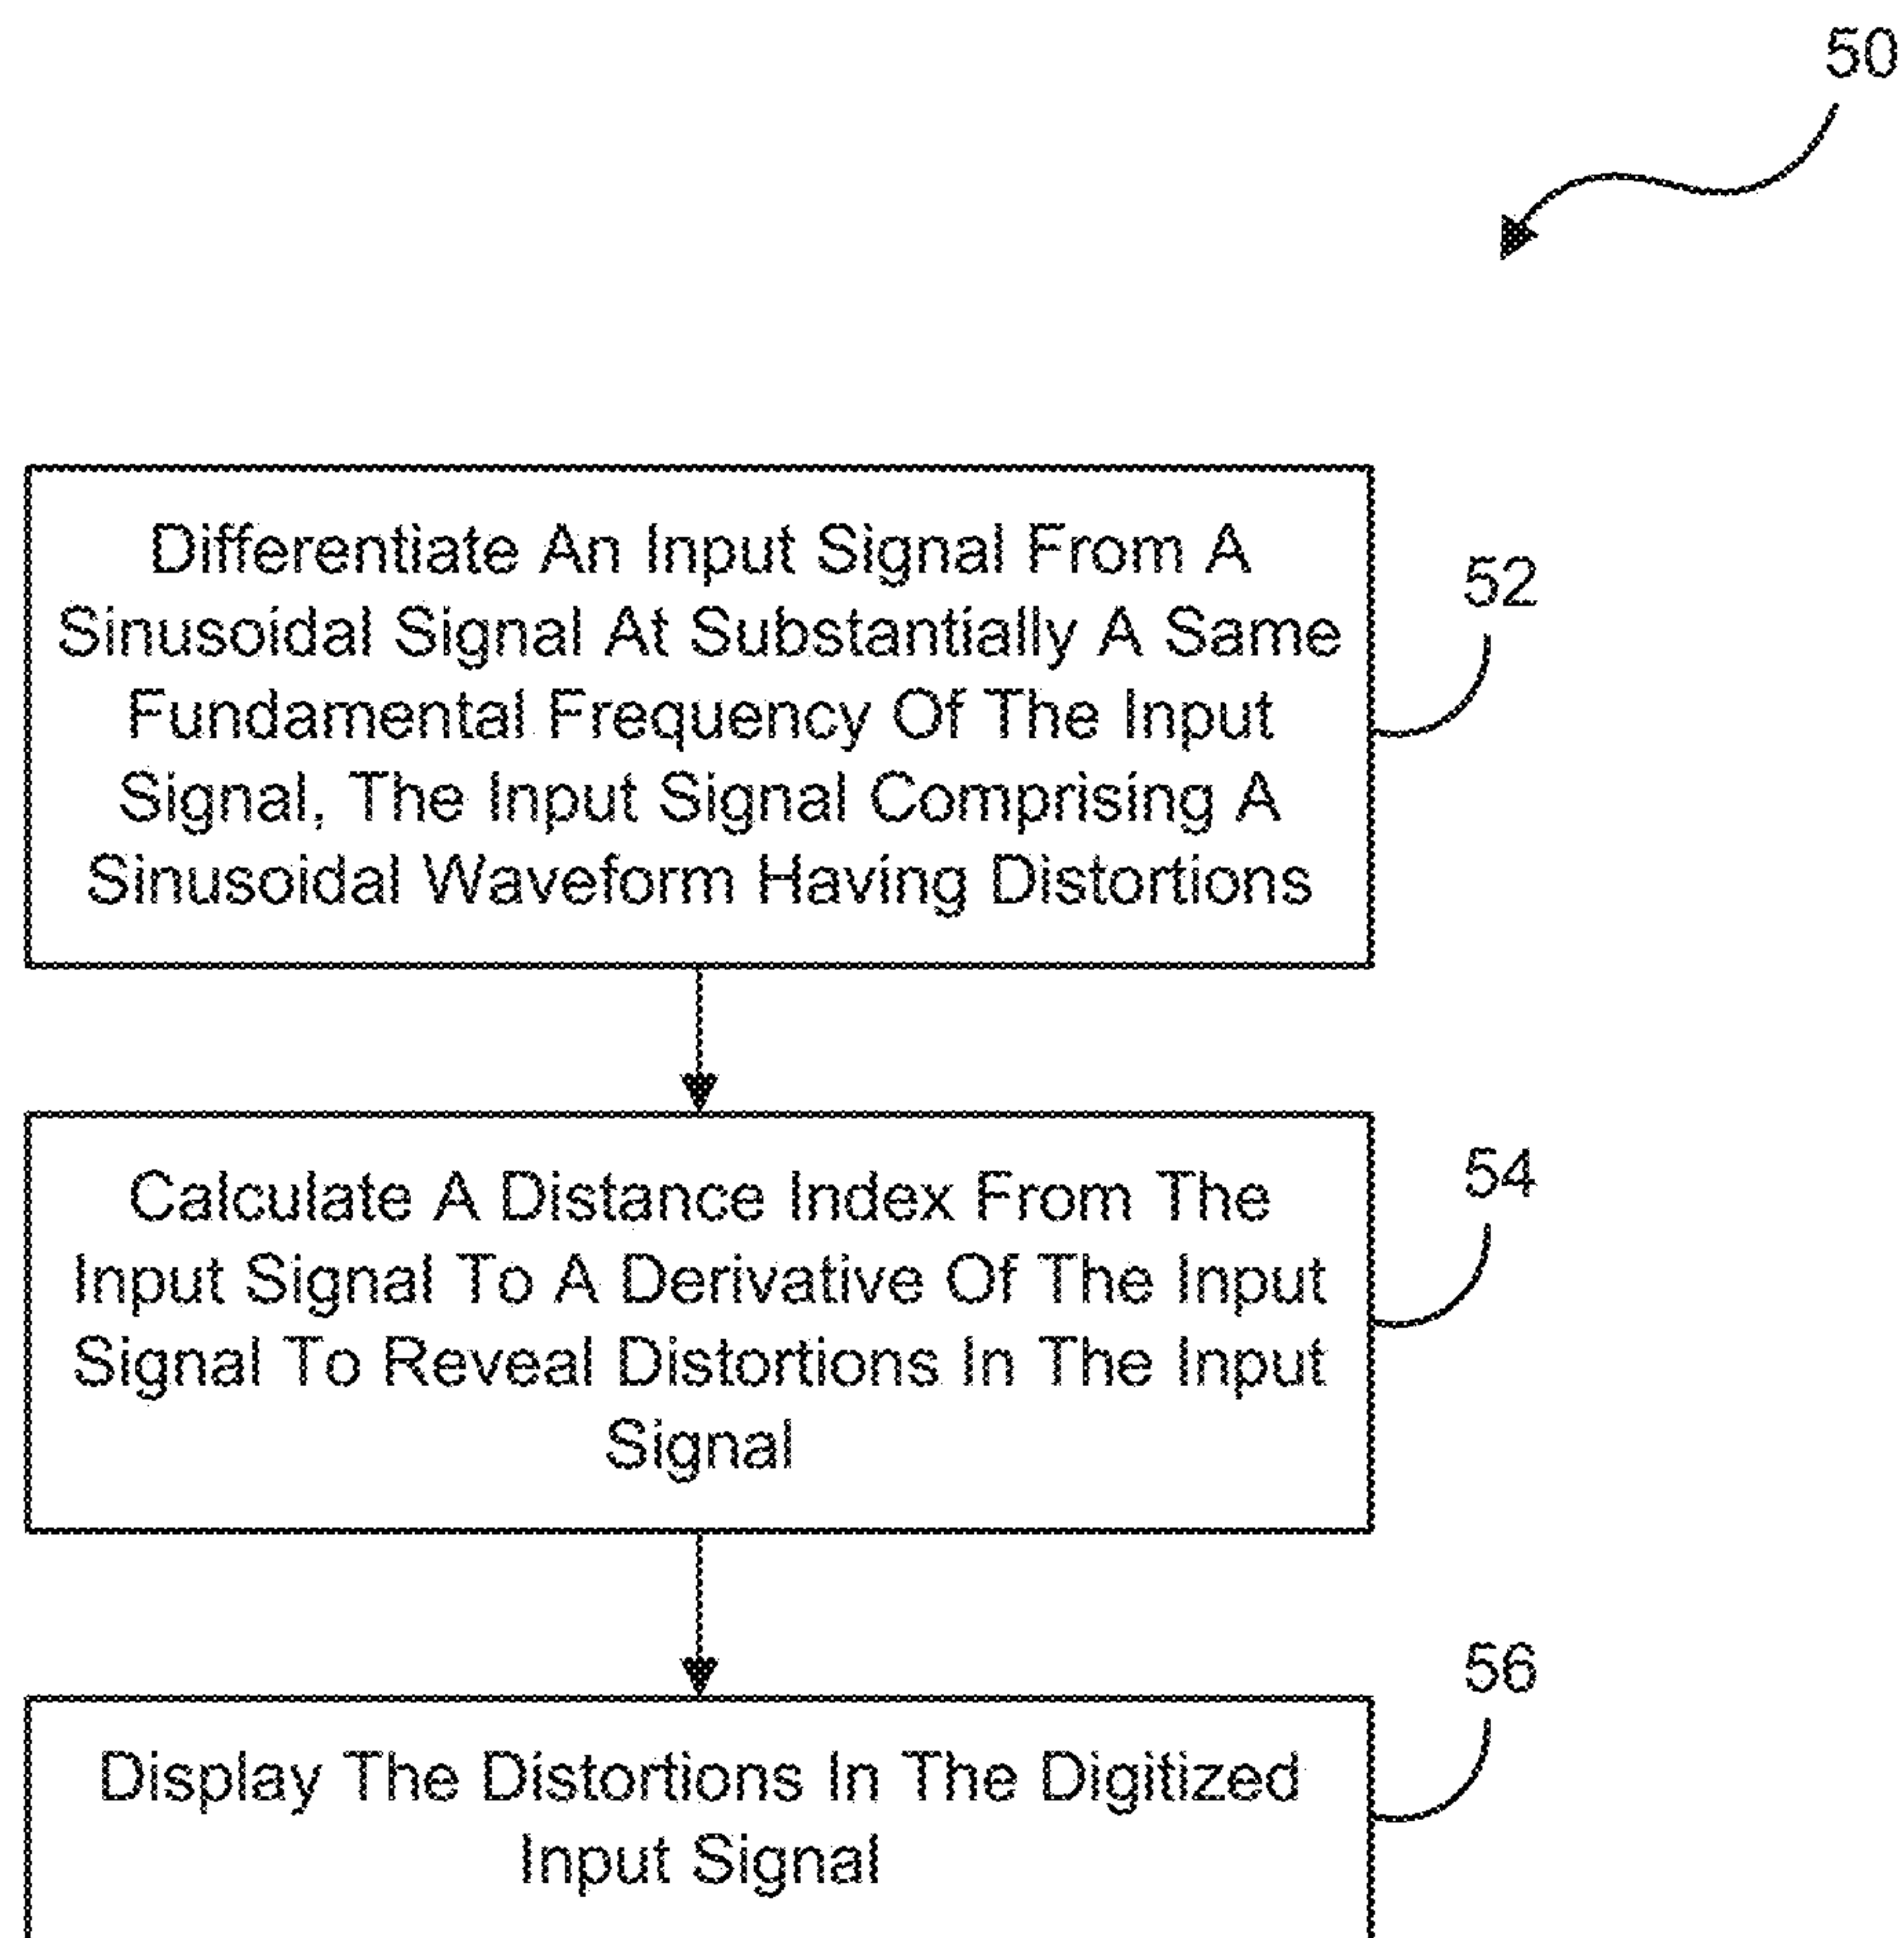 50
Differentiate An Input Signal From A
Sinusoidal Signal At Substantially A Same
Fundamental Frequency Of The Input
Signal, The Input Signal Comprising A
Sinusoidal Waveform Having Distortions
52
Calculate A Distance Index From The
Input Signal To A Derivative Of The Input
Signal To Reveal Distortions In The Input
Signal
54
Display The Distortions In The Digitized
Input Signal
56